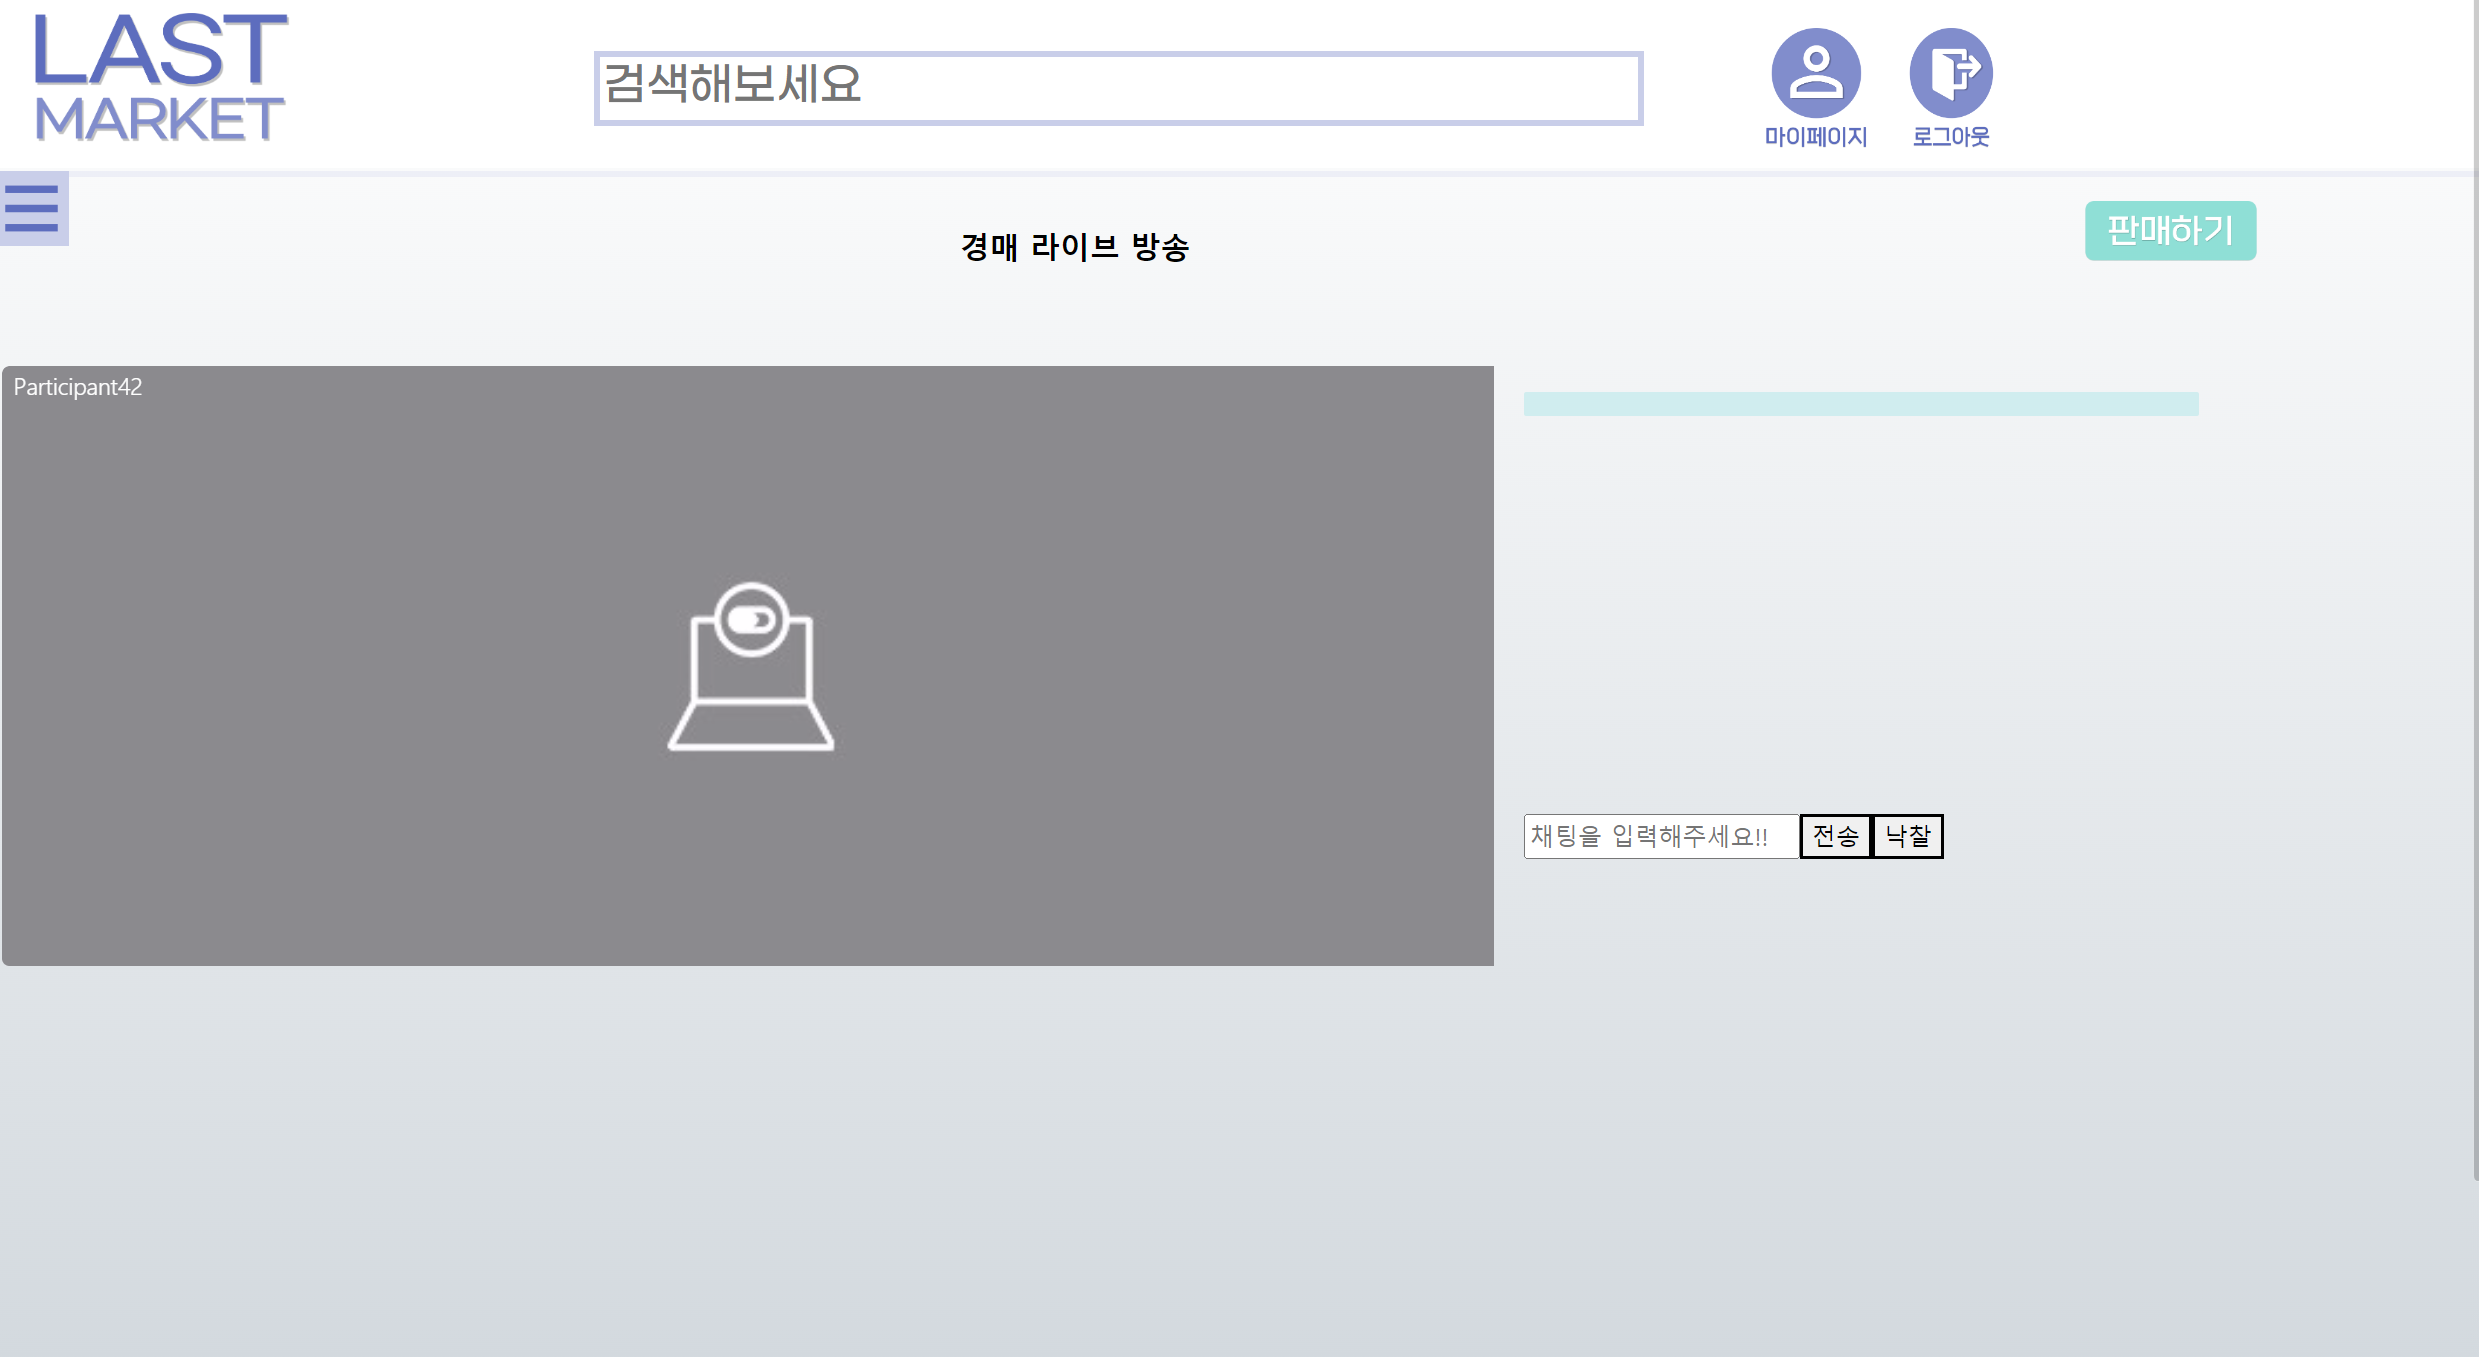 LAST
MARKET
검색해보세요
마이페이지
로그아웃
경매 라이브 방송
판매하기
Participant42
채팅을 입력해주세요!!
전송
낙찰